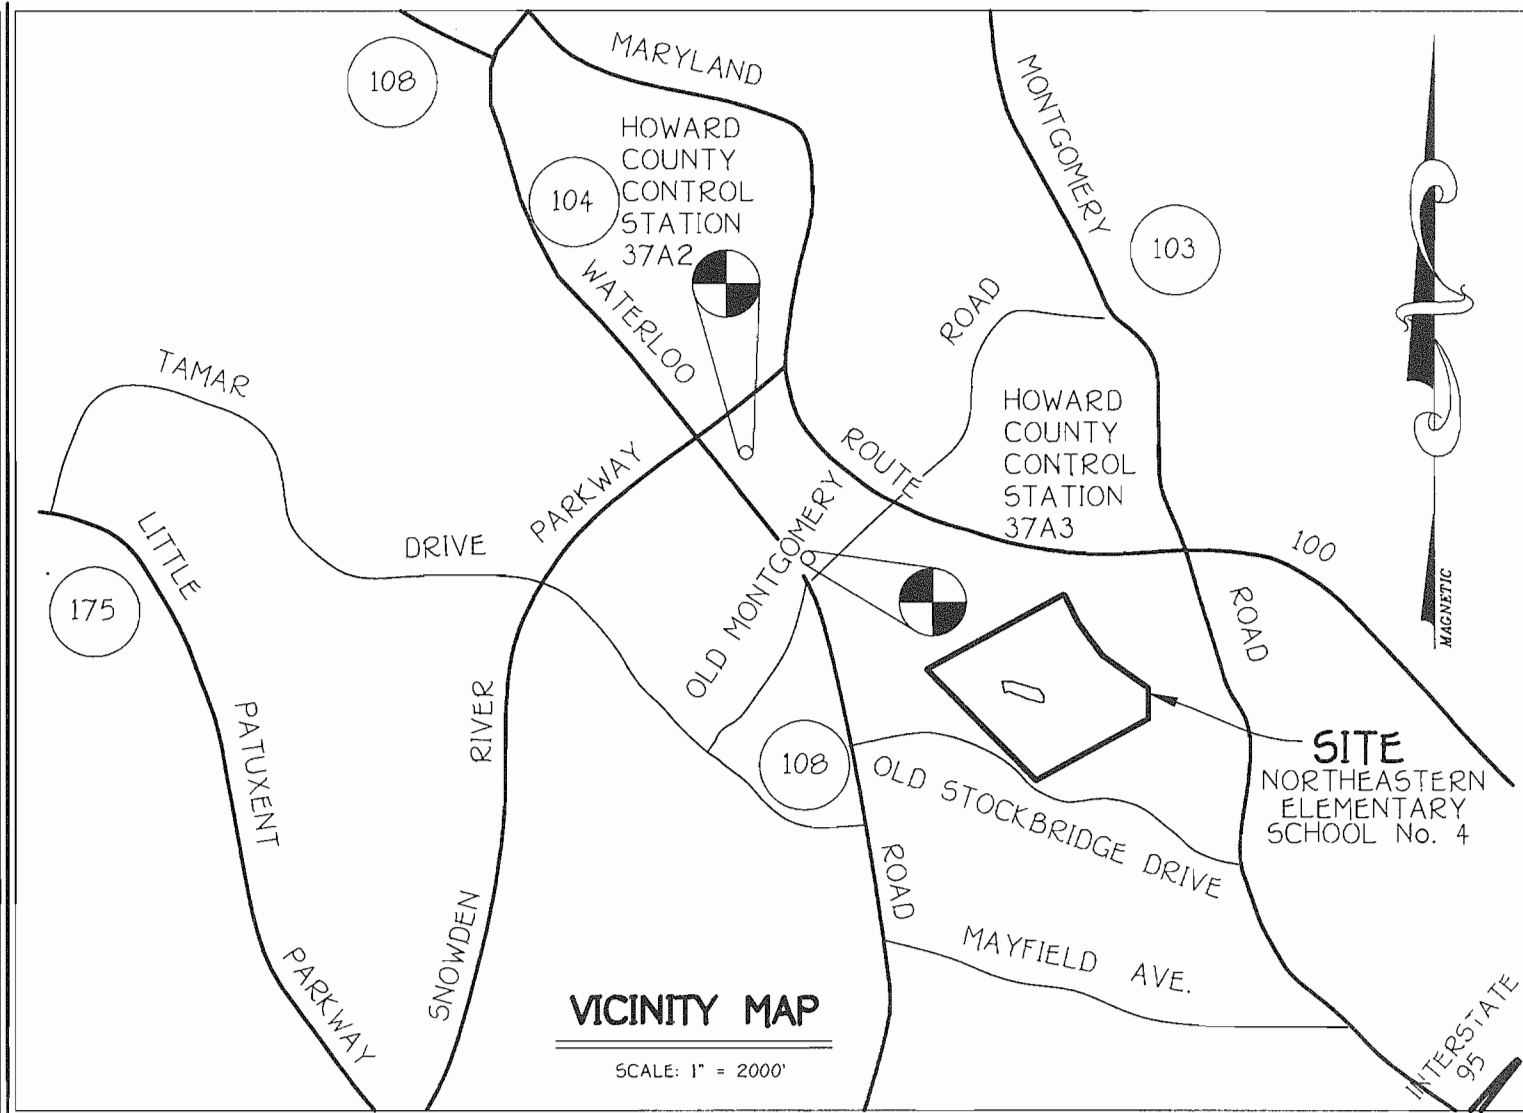 MARYLAND
108
HOWARD
COUNTY
CONTROL
STATION
37A2
104
MONTGOMERY
103
WATERLOO
ROAD
TAMAR
HOWARD
COUNTY
CONTROL
STATION
37A3
ROUTE
PARKWAY
100
DRIVE
LITTLE
175
OLD MONTGOMERY
ROAD
MAGNETIC
RIVER
PATUXENT
108
OLD STOCKBRIDGE DRIVE
SITE
NORTHEASTERN
ELEMENTARY
SCHOOL No. 4
ROAD
SNOWDEN
PARKWAY
MAYFIELD AVE.
VICINITY MAP
SCALE: 1" = 2000'
INTERSTATE
95